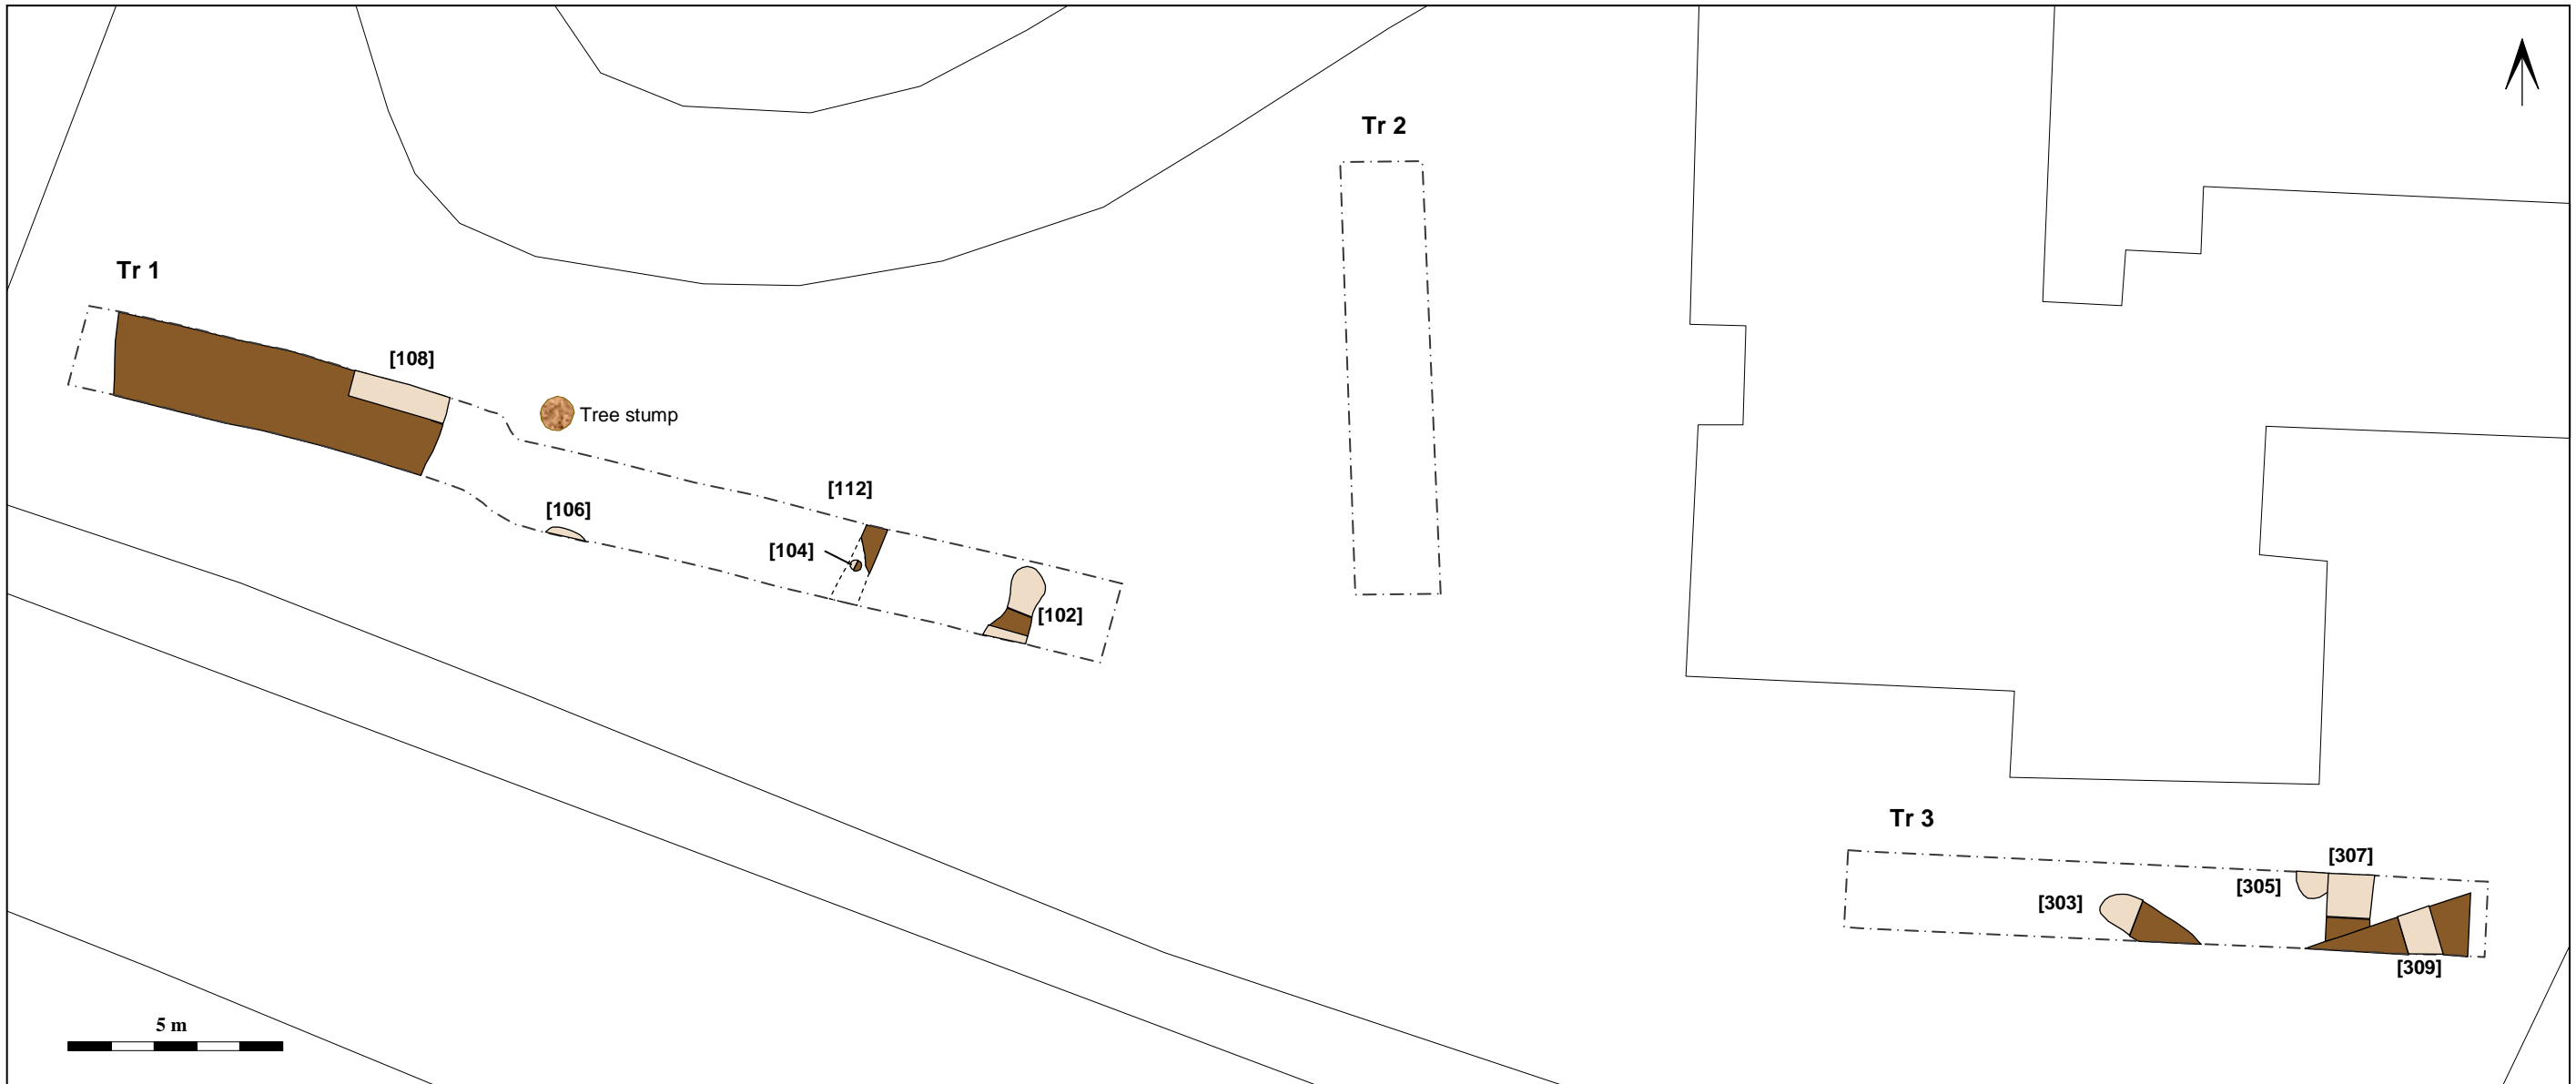 Tr 2
Tr 1
[108]
Tree stump
[112]
[106]
[104]
[102]
Tr 3
[307]
[305]
[303]
[309]
5 m